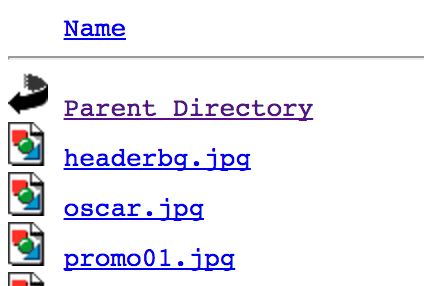 Name
Parent Directory
headerbg.jpg
oscar.jpg
promo01.jpg